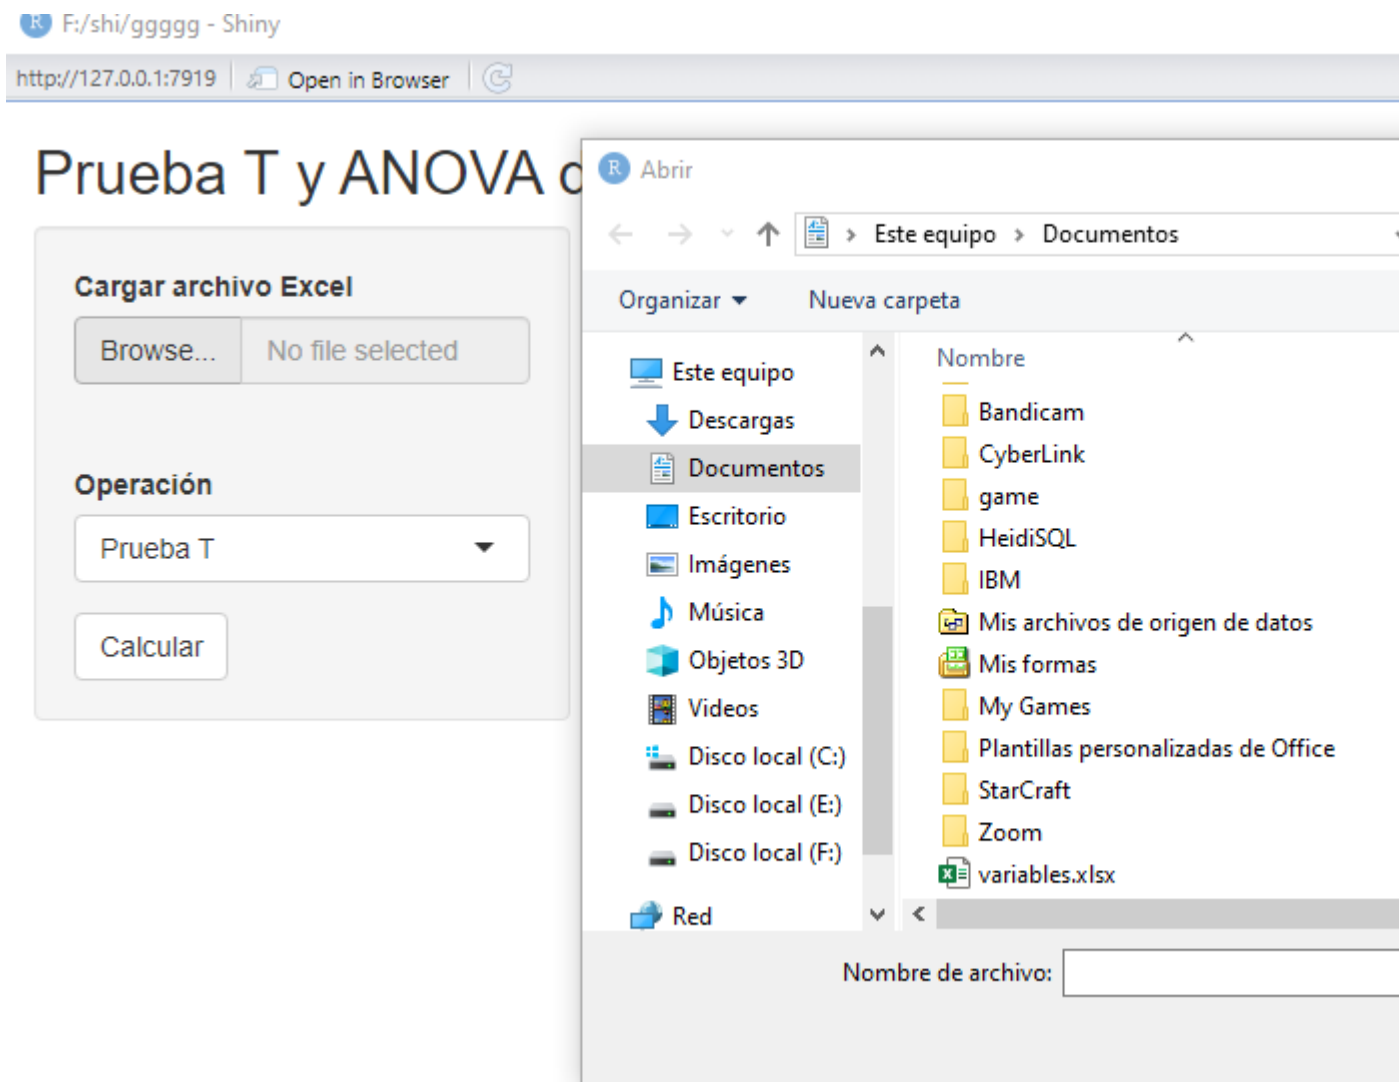 F:/shi/ggggg - Shiny
http://127.0.0.1:7919 Open in Browser
Prueba T y ANOVA d
Cargar archivo Excel
Browse... No file selected
Operación
Prueba T
Calcular
R Abrir
Este equipo > Documentos
Organizar Nueva carpeta
Este equipo
Descargas
Documentos
Escritorio
Imágenes
Música
Objetos 3D
Videos
Disco local (C:)
Disco local (E:)
Disco local (F:)
Red
Nombre
Bandicam
CyberLink
game
HeidiSQL
IBM
Mis archivos de origen de datos
Mis formas
My Games
Plantillas personalizadas de Office
StarCraft
Zoom
variables.xlsx
Nombre de archivo: